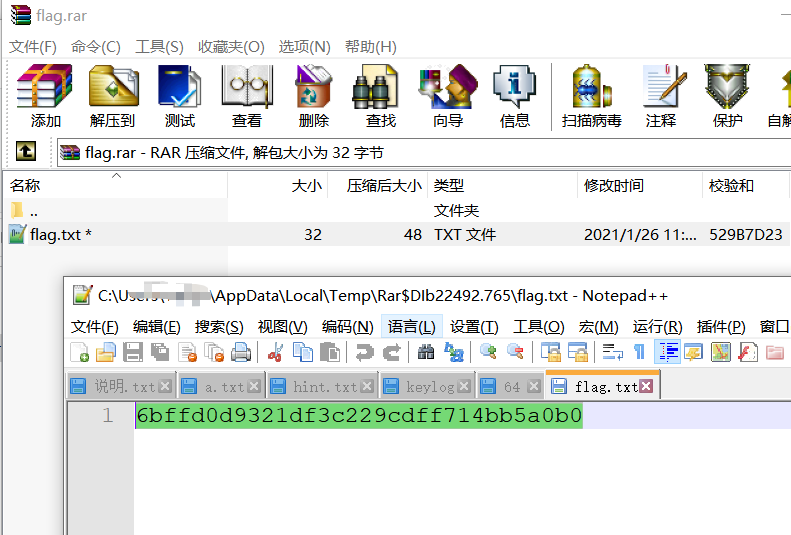 flag.rar
文件(F) 命令(C) 工具(S) 收藏夹(O) 选项(N) 帮助(H)
添加 解压到 测试 查看 删除 查找 向导 信息 扫描病毒 注释 保护 自解
flag.rar - RAR 压缩文件, 解包大小为 32 字节
名称 大小 压缩后大小 类型 修改时间 校验和
.. 文件夹
flag.txt * 32 48 TXT 文件 2021/1/26 11:... 529B7D23
C:\Users\ \AppData\Local\Temp\Rar$DIb22492.765\flag.txt - Notepad++
文件(F) 编辑(E) 搜索(S) 视图(V) 编码(N) 语言(L) 设置(T) 工具(O) 宏(M) 运行(R) 插件(P) 窗口
说明.txt a.txt hint.txt keylog 64 flag.txt
1 6bffd0d9321df3c229cdff714bb5a0b0